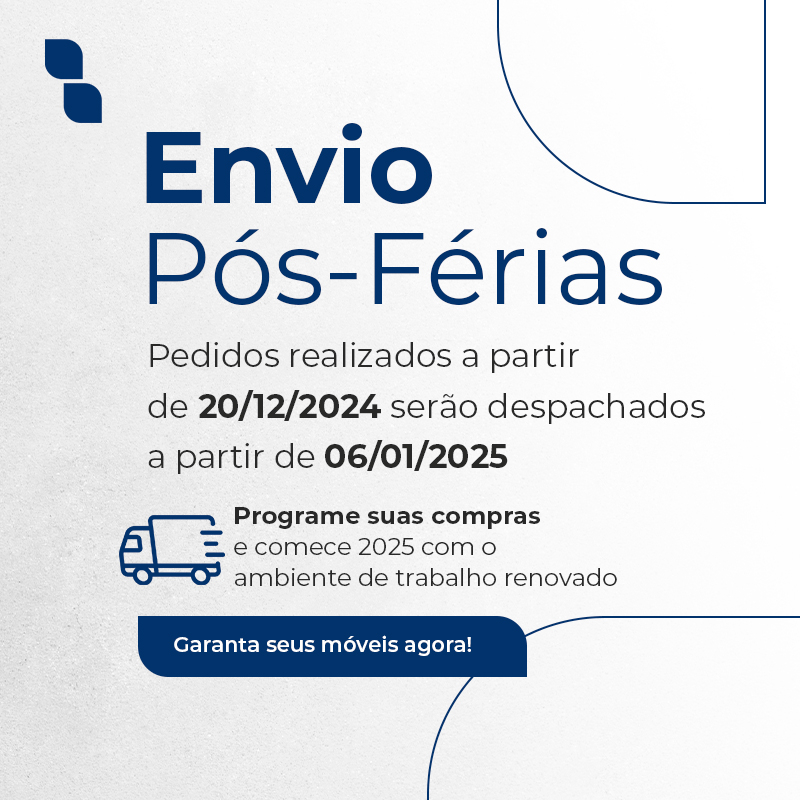 Envio
Pós-Férias
Pedidos realizados a partir
de 20/12/2024 serão despachados
a partir de 06/01/2025
Programe suas compras
e comece 2025 com o
ambiente de trabalho renovado
Garanta seus móveis agora!